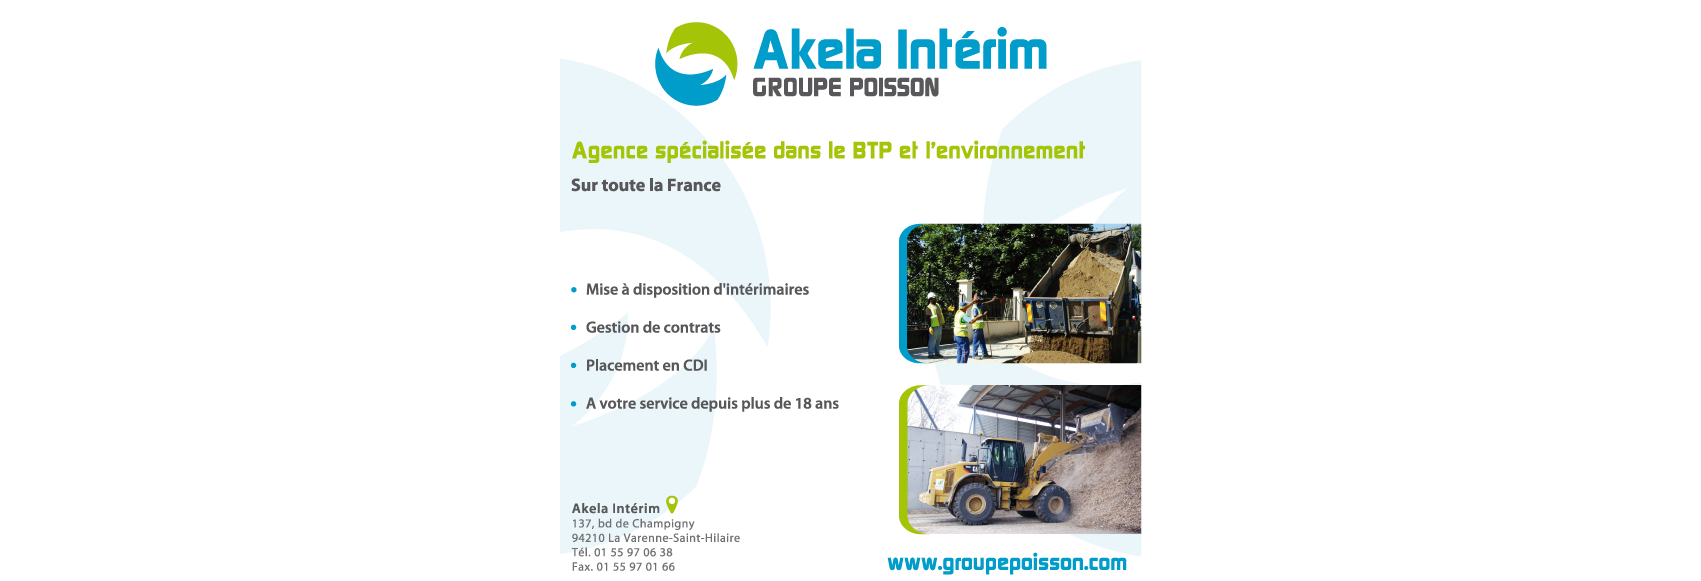 Akela Intérim
GROUPE POISSON
Agence spécialisée dans le BTP et l'environnement
Sur toute la France
• Mise à disposition d'intérimaires
• Gestion de contrats
• Placement en CDI
• A votre service depuis plus de 18 ans
Akela Intérim
137, bd de Champigny
94210 La Varenne-Saint-Hilaire
Tél. 01 55 97 06 38
Fax. 01 55 97 01 66
www.groupepoisson.com